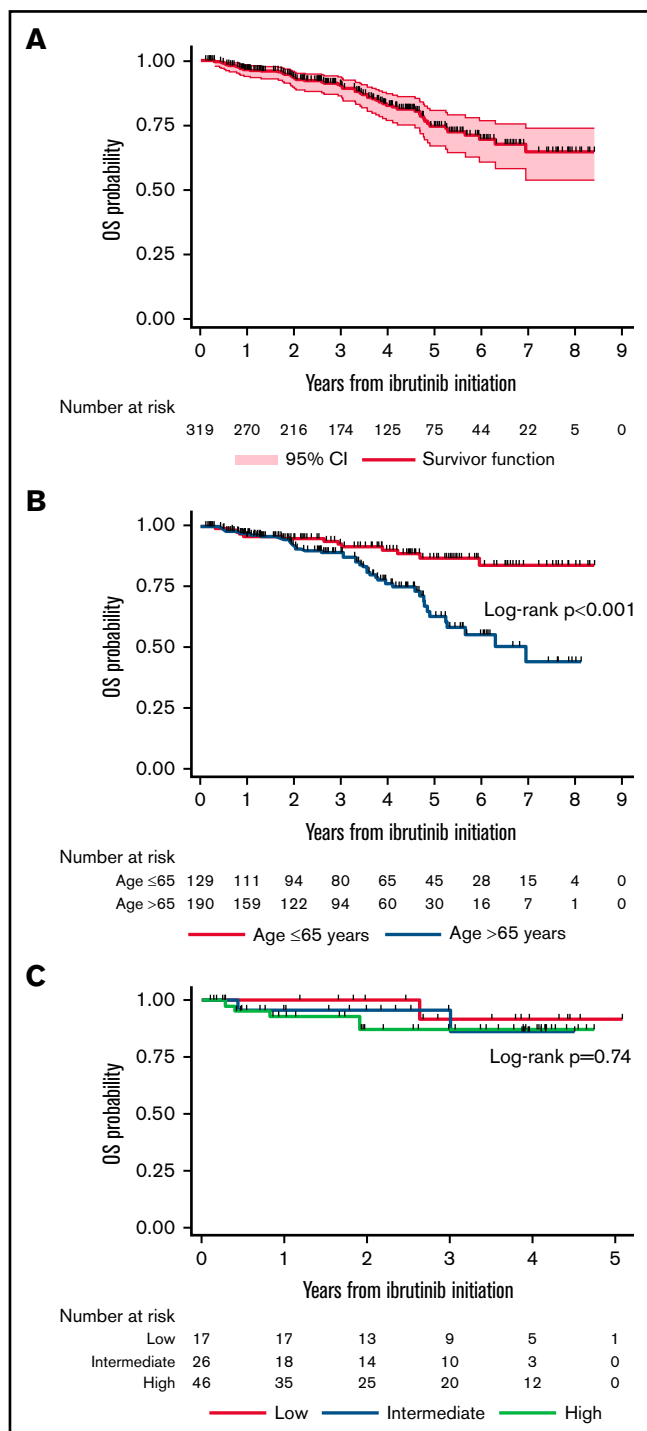 A
1.00
0.75
0.50
0.25
0.00
OS probability
0 1 2 3 4 5 6 7 8 9
Years from ibrutinib initiation
Number at risk
319 270 216 174 125 75 44 22 5 0
95% CI Survivor function
B
1.00
0.75
0.50
0.25
0.00
OS probability
Log-rank p<0.001
0 1 2 3 4 5 6 7 8 9
Years from ibrutinib initiation
Number at risk
Age ≤65 129 111 94 80 65 45 28 15 4 0
Age >65 190 159 122 94 60 30 16 7 1 0
Age ≤65 years Age >65 years
C
1.00
0.75
0.50
0.25
0.00
OS probability
Log-rank p=0.74
0 1 2 3 4 5
Years from ibrutinib initiation
Number at risk
Low 17 17 13 9 5 1
Intermediate 26 18 14 10 3 0
High 46 35 25 20 12 0
Low Intermediate High